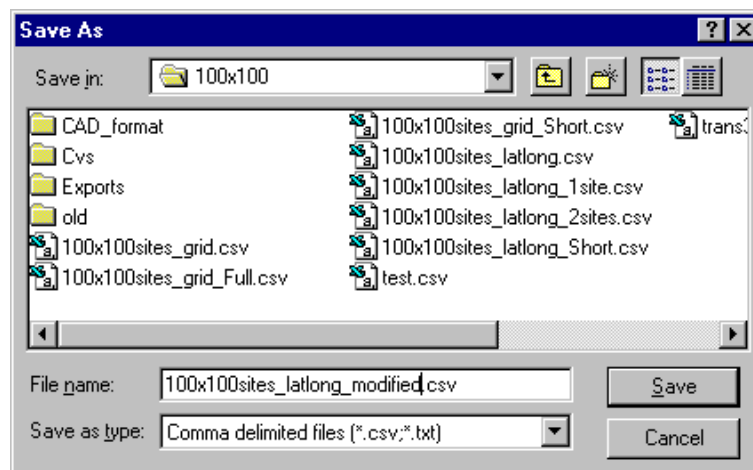 Save As
Save in: 100x100
CAD_format
Cvs
Exports
old
100x100sites_grid.csv
100x100sites_grid_Full.csv
100x100sites_grid_Short.csv
100x100sites_latlong.csv
100x100sites_latlong_1site.csv
100x100sites_latlong_2sites.csv
100x100sites_latlong_Short.csv
test.csv
File name: 100x100sites_latlong_modified.csv
Save
Save as type: Comma delimited files (*.csv;*.txt)
Cancel